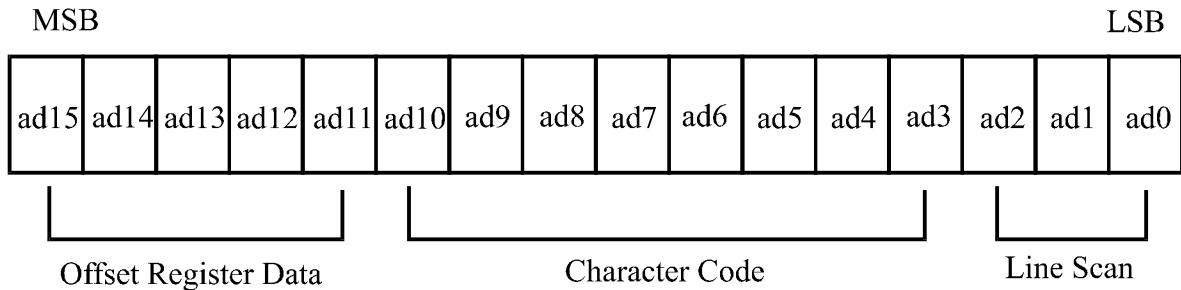 MSB LSB
ad15 ad14 ad13 ad12 ad11 ad10 ad9 ad8 ad7 ad6 ad5 ad4 ad3 ad2 ad1 ad0
Offset Register Data Character Code Line Scan